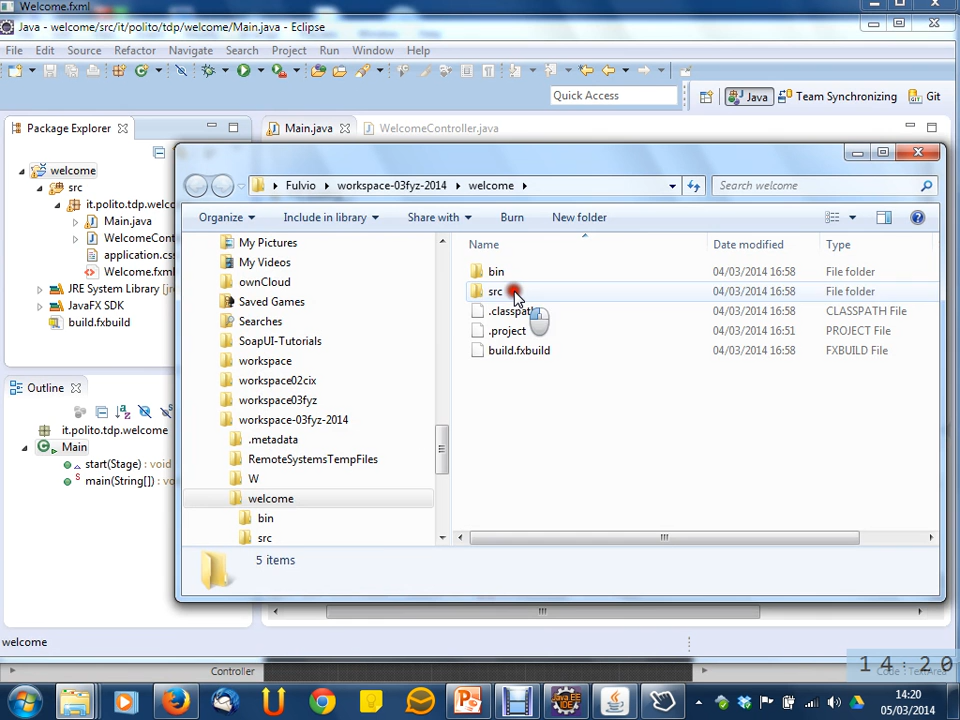 Welcome.fxml
Java - welcome/src/it/polito/tdp/welcome/Main.java - Eclipse
File Edit Source Refactor Navigate Search Project Run Window Help
Quick Access
Java
Team Synchronizing
Git
Package Explorer
Main.java
WelcomeController.java
welcome
src
it.polito.tdp.welcome
Main.java
WelcomeCont
application.css
Welcome.fxml
JRE System Library [
JavaFX SDK
build.fxbuild
Outline
it.polito.tdp.welcome
Main
start(Stage) : void
main(String[]) : void
welcome
Fulvio
workspace-03fyz-2014
welcome
Search welcome
Organize
Include in library
Share with
Burn
New folder
My Pictures
My Videos
ownCloud
Saved Games
Searches
SoapUI-Tutorials
workspace
workspace02cix
workspace03fyz
workspace-03fyz-2014
.metadata
RemoteSystemsTempFiles
W
welcome
bin
src
Name Date modified Type
bin 04/03/2014 16:58 File folder
src 04/03/2014 16:58 File folder
.classpath 04/03/2014 16:58 CLASSPATH File
.project 04/03/2014 16:51 PROJECT File
build.fxbuild 04/03/2014 16:58 FXBUILD File
5 items
Controller
14:20
14:20
05/03/2014